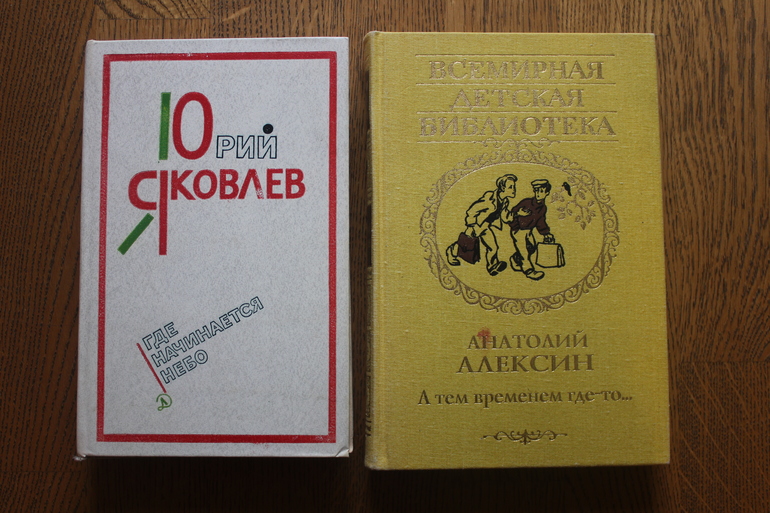 Юрий
Яковлев
ГДЕ
НАЧИНАЕТСЯ
НЕБО
ВСЕМИРНАЯ
ДЕТСКАЯ
БИБЛИОТЕКА
АНАТОЛИЙ
АЛЕКСИН
А тем временем где-то...